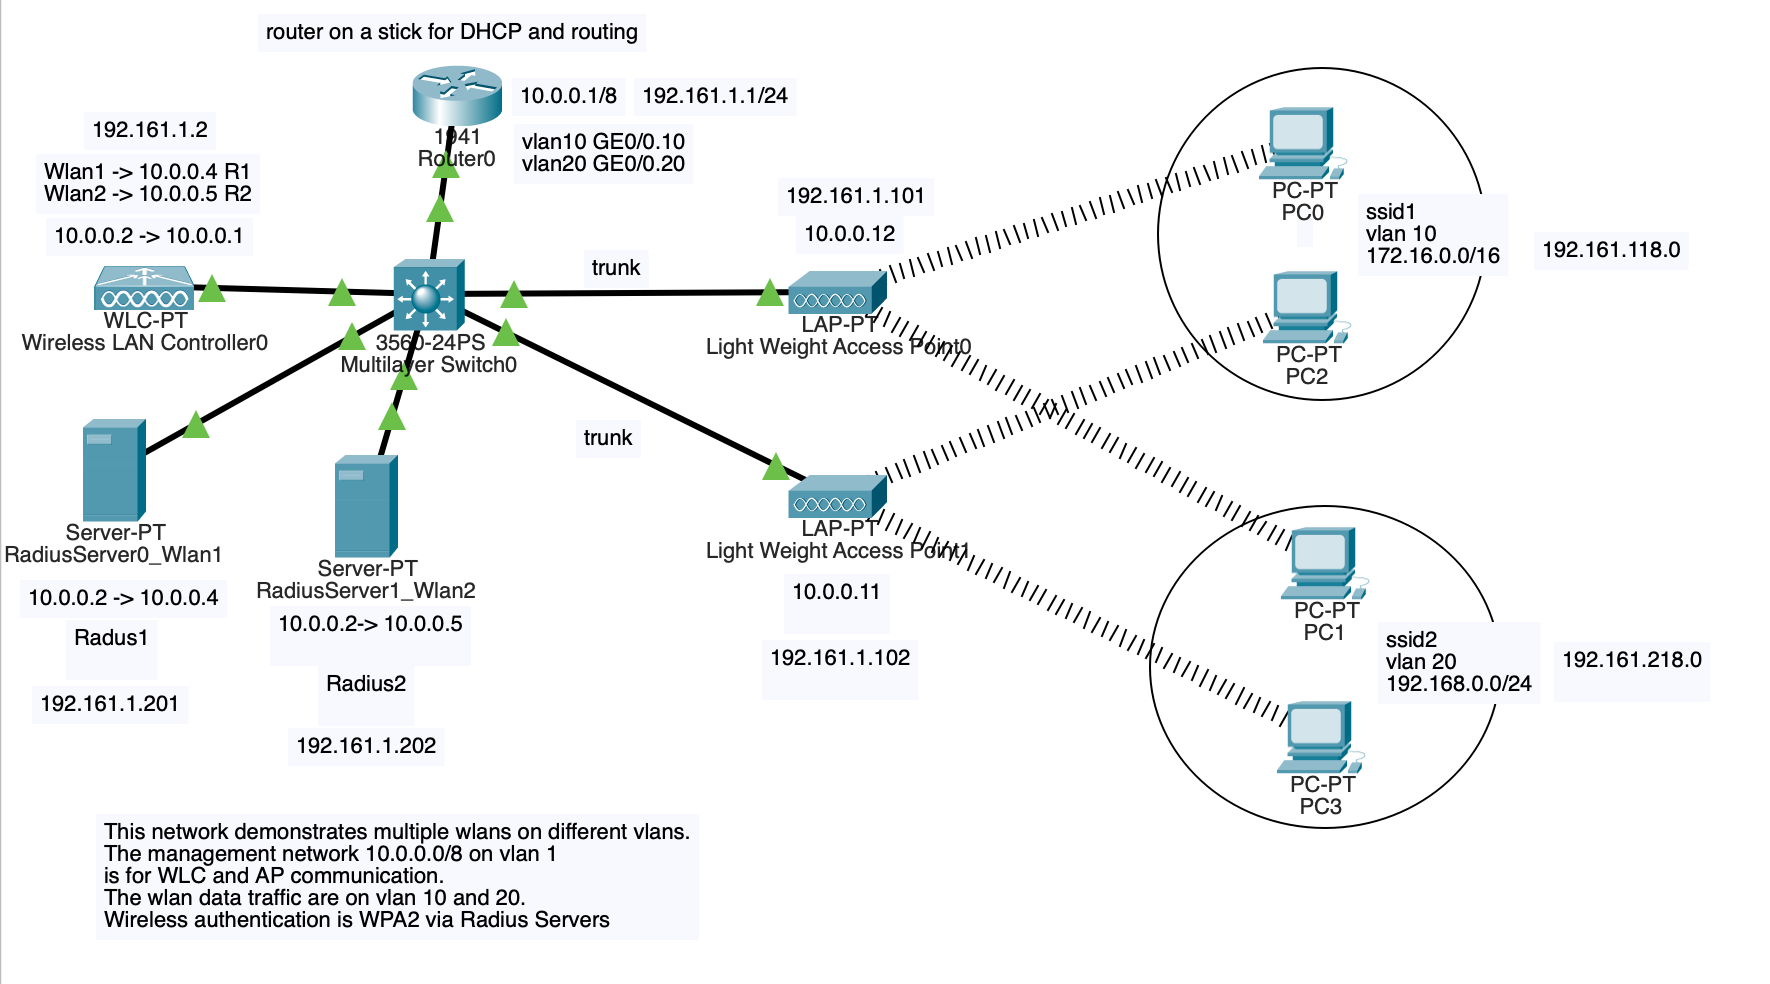 router on a stick for DHCP and routing
10.0.0.1/8
192.161.1.1/24
1941
Router0
vlan10 GE0/0.10
vlan20 GE0/0.20
192.161.1.2
Wlan1 -> 10.0.0.4 R1
Wlan2 -> 10.0.0.5 R2
10.0.0.2 -> 10.0.0.1
WLC-PT
Wireless LAN Controller0
3560-24PS
Multilayer Switch0
trunk
192.161.1.101
10.0.0.12
LAP-PT
Light Weight Access Point0
PC-PT
PC0
ssid1
vlan 10
172.16.0.0/16
192.161.118.0
PC-PT
PC2
trunk
LAP-PT
Light Weight Access Point1
10.0.0.11
192.161.1.102
Server-PT
RadiusServer0_Wlan1
10.0.0.2 -> 10.0.0.4
Radus1
192.161.1.201
Server-PT
RadiusServer1_Wlan2
10.0.0.2-> 10.0.0.5
Radius2
192.161.1.202
PC-PT
PC1
ssid2
vlan 20
192.168.0.0/24
192.161.218.0
PC-PT
PC3
This network demonstrates multiple wlans on different vlans.
The management network 10.0.0.0/8 on vlan 1
is for WLC and AP communication.
The wlan data traffic are on vlan 10 and 20.
Wireless authentication is WPA2 via Radius Servers